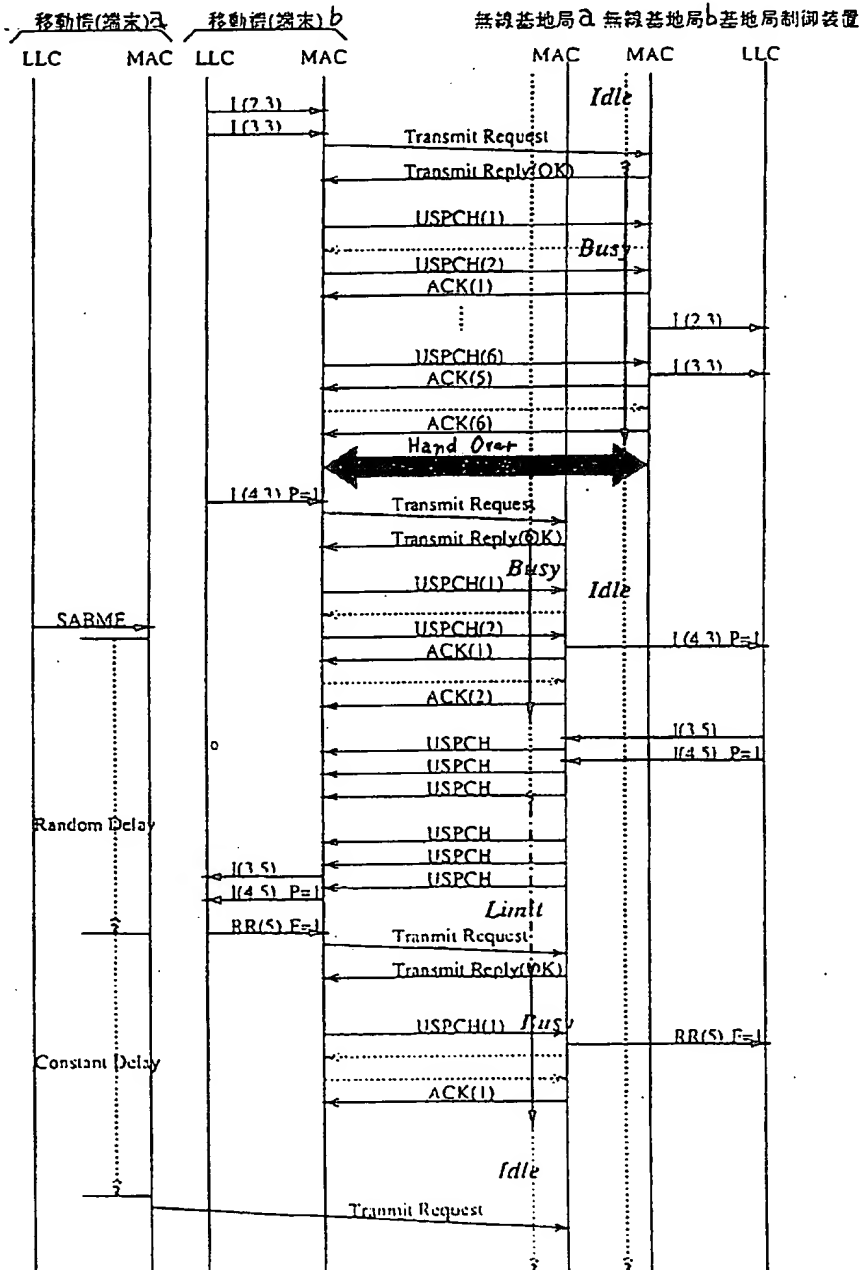 移動機(端末)a 移動機(端末)b 無線基地局a 無線基地局b 基地局制御装置
LLC MAC LLC MAC MAC MAC LLC
Idle
I(2,3)
I(3,3)
Transmit Request
Transmit Reply(OK)
USPCH(1)
Busy
USPCH(2)
ACK(1)
I(2,3)
USPCH(6)
I(3,3)
ACK(5)
ACK(6)
Hand Over
I(4,3) P=1
Transmit Request
Transmit Reply(OK)
Busy
USPCH(1)
Idle
SABME
USPCH(2)
ACK(1)
I(4,3) P=1
ACK(2)
I(3,5)
USPCH
I(4,5) P=1
USPCH
USPCH
Random Delay
USPCH
USPCH
I(3,5)
USPCH
I(4,5) P=1
Limit
RR(5) F=1
Tranmit Request
Transmit Reply(OK)
USPCH(1)
Busy
RR(5) F=1
Constant Delay
ACK(1)
Idle
Tranmit Request